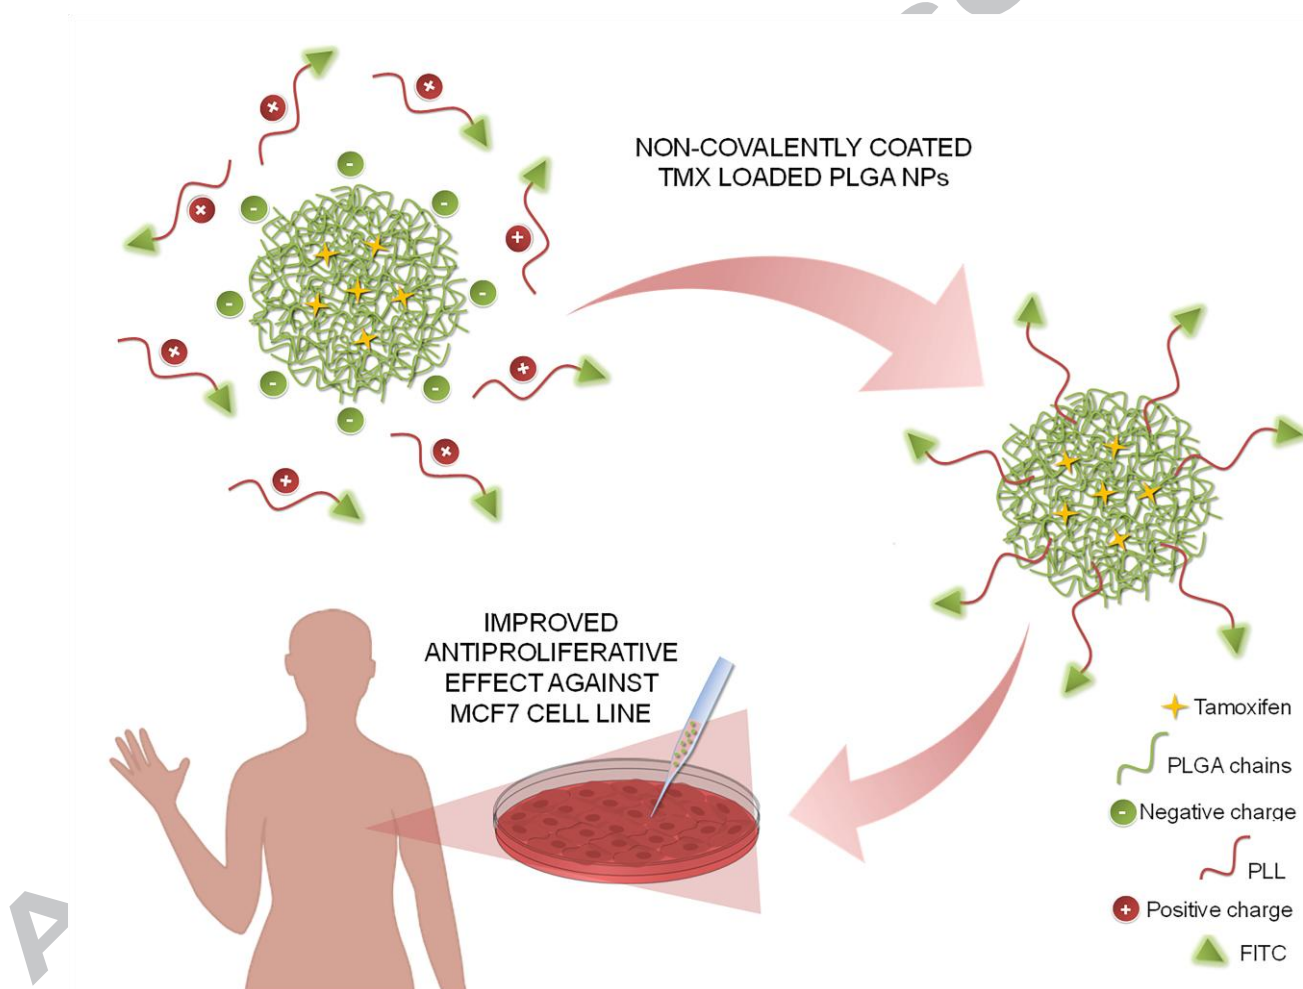 NON-COVALENTLY COATED
TMX LOADED PLGA NPs
IMPROVED
ANTIPROLIFERATIVE
EFFECT AGAINST
MCF7 CELL LINE
Tamoxifen
PLGA chains
- Negative charge
PLL
+ Positive charge
FITC